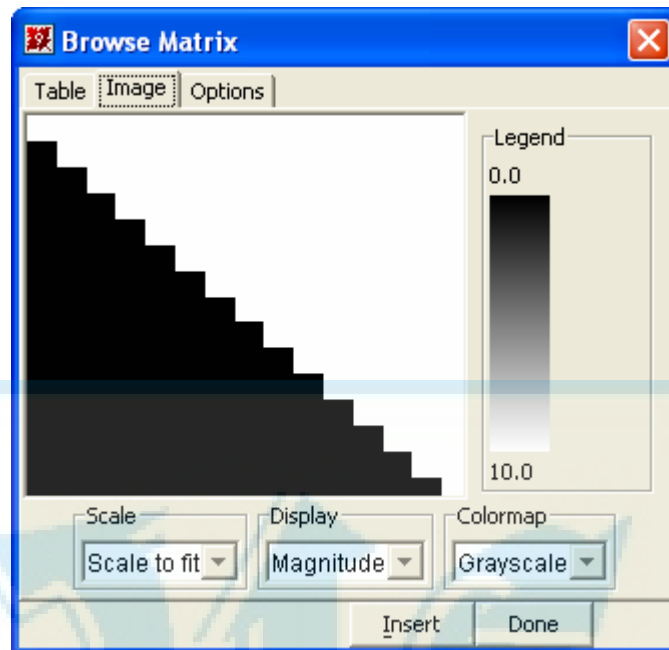 Browse Matrix
Table Image Options
Legend
0.0
10.0
Scale Display Colormap
Scale to fit Magnitude Grayscale
Insert Done